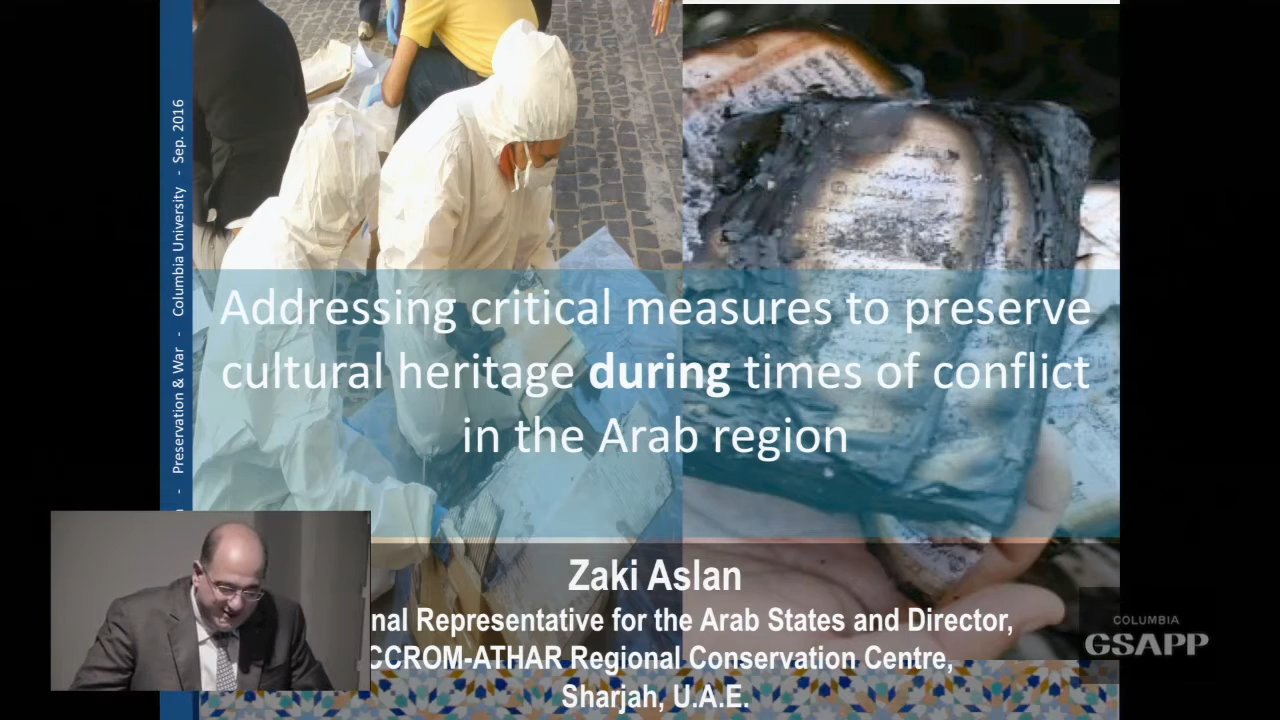 Preservation & War - Columbia University - Sep. 2016
Addressing critical measures to preserve
cultural heritage during times of conflict
in the Arab region
Zaki Aslan
Representative for the Arab States and Director,
CCROM-ATHAR Regional Conservation Centre,
Sharjah, U.A.E.
COLUMBIA
GSAPP